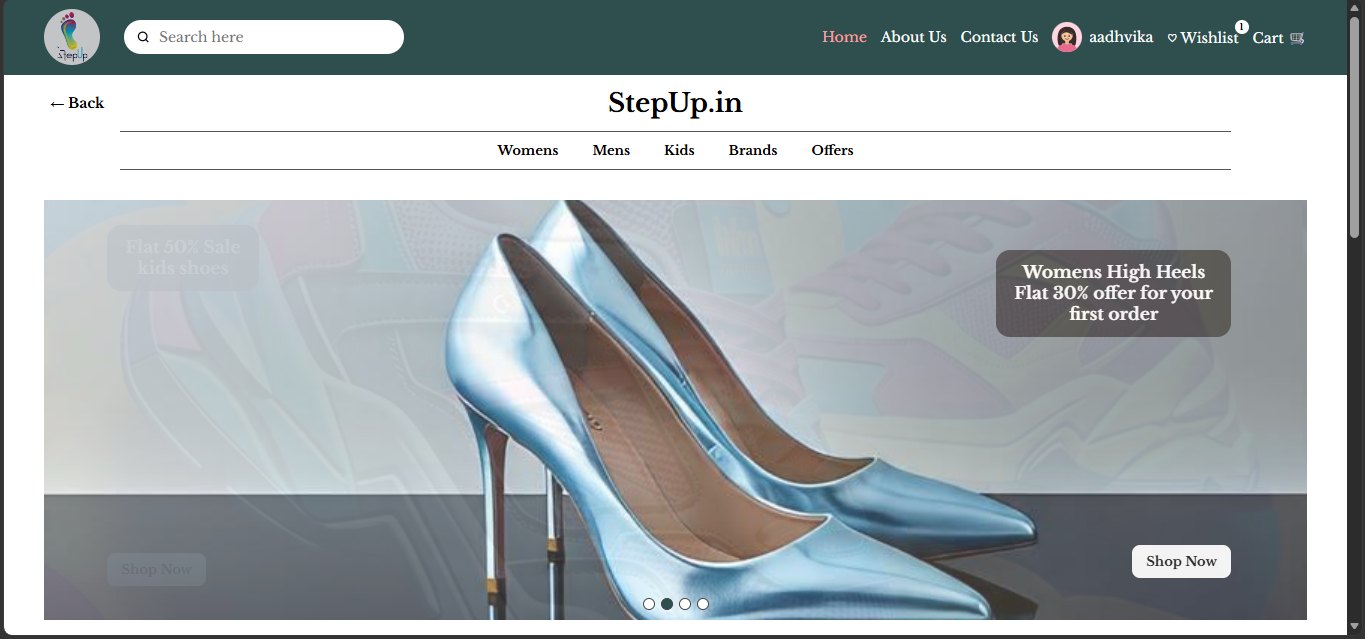 StepUp
Search here
Home
About Us
Contact Us
aadhvika
Wishlist
1
Cart
← Back
StepUp.in
Womens
Mens
Kids
Brands
Offers
Flat 50% Sale
kids shoes
Womens High Heels
Flat 30% offer for your
first order
Shop Now
Shop Now